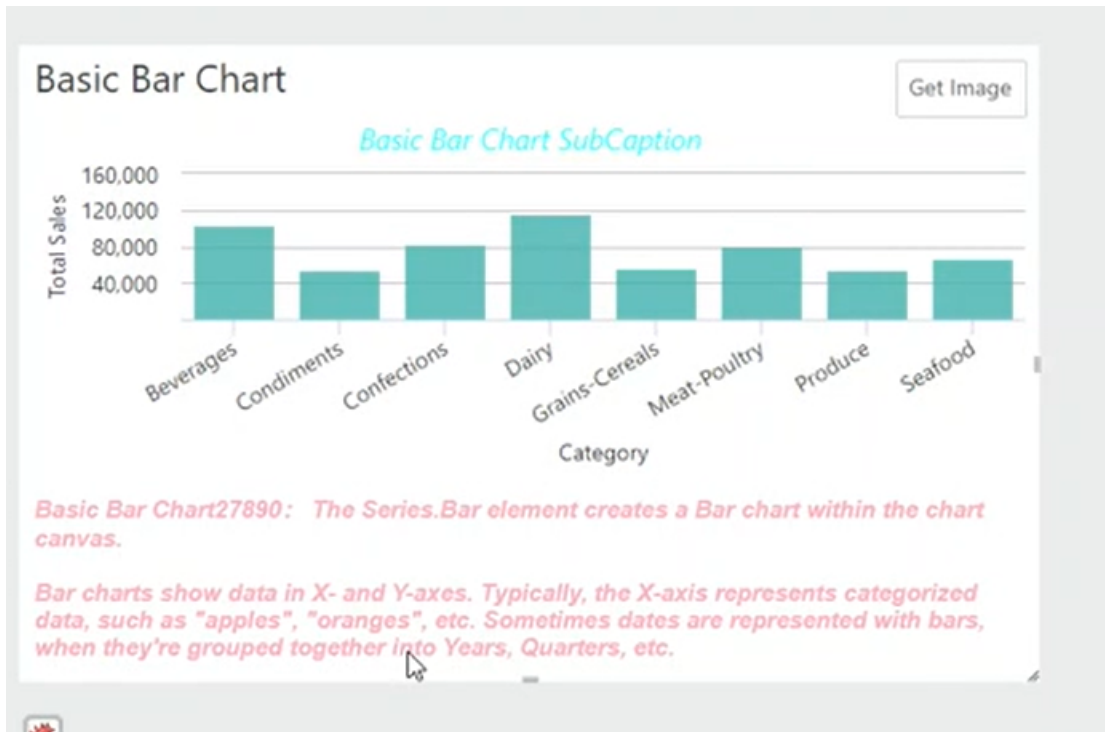 Basic Bar Chart
Get Image
Basic Bar Chart SubCaption
160,000
120,000
80,000
40,000
Total Sales
Beverages
Condiments
Confections
Dairy
Grains-Cereals
Meat-Poultry
Produce
Seafood
Category
Basic Bar Chart27890: The Series.Bar element creates a Bar chart within the chart
canvas.
Bar charts show data in X- and Y-axes. Typically, the X-axis represents categorized
data, such as "apples", "oranges", etc. Sometimes dates are represented with bars,
when they're grouped together into Years, Quarters, etc.